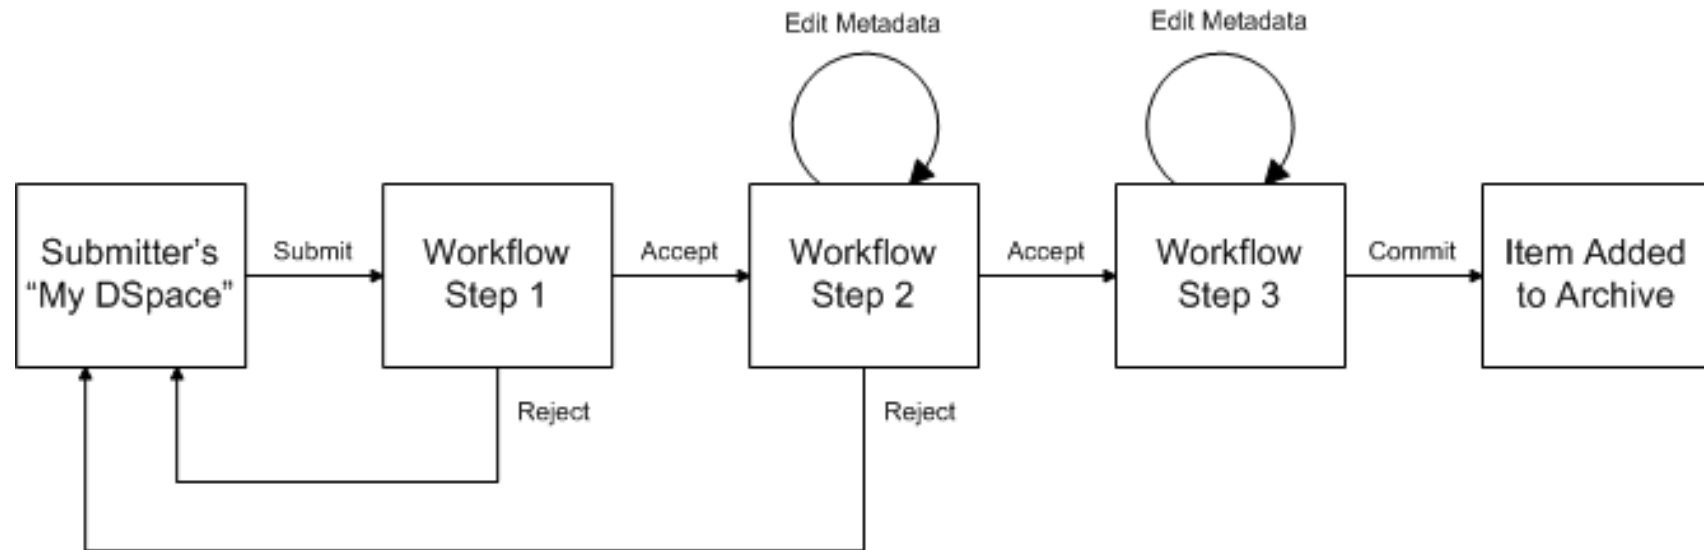 Edit Metadata
Edit Metadata
Submitter’s
“My DSpace”
Submit
Workflow
Step 1
Accept
Workflow
Step 2
Accept
Workflow
Step 3
Commit
Item Added
to Archive
Reject
Reject